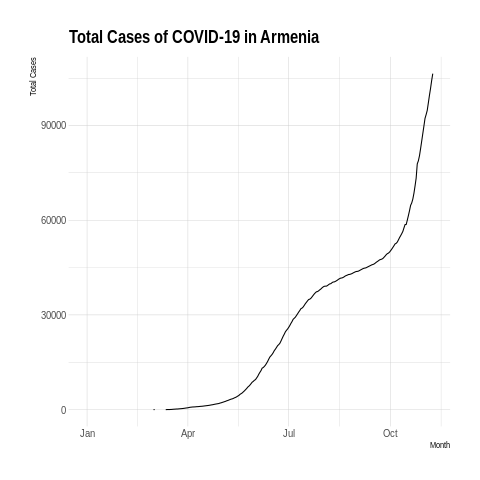 Total Cases of COVID-19 in Armenia
Total Cases
90000
60000
30000
0
Jan Apr Jul Oct
Month